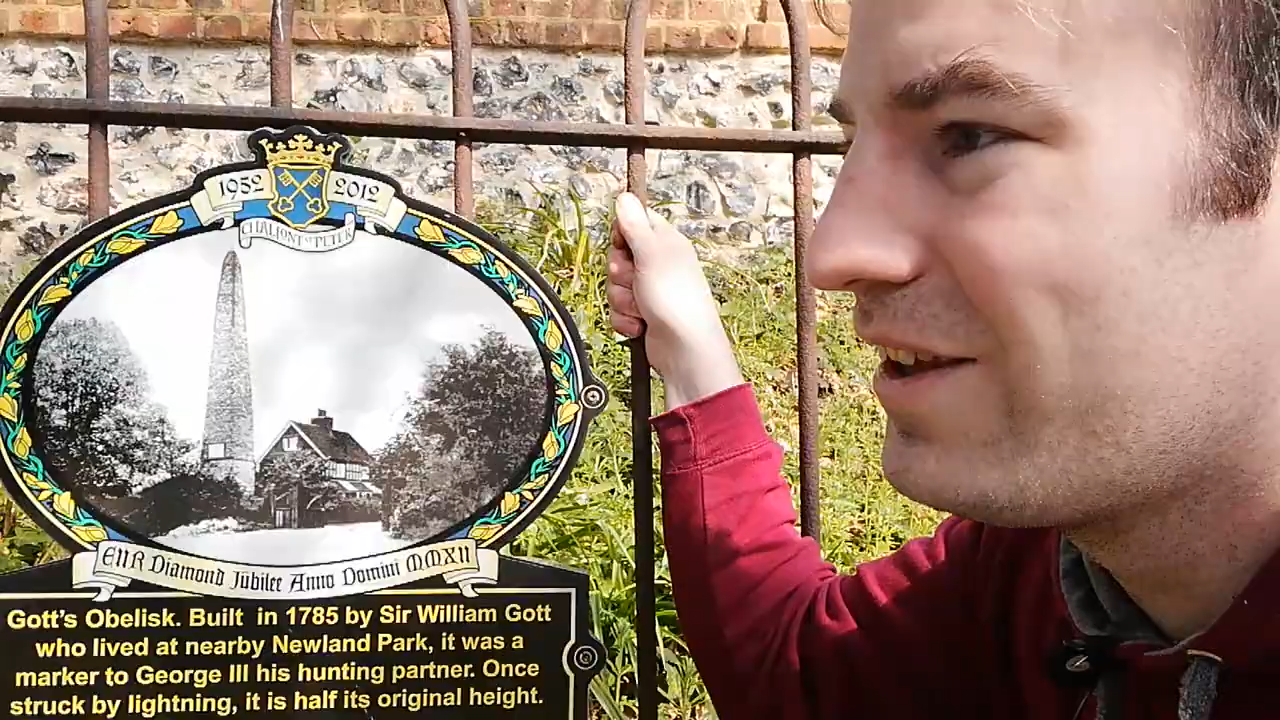 1952 2012
CHALFONT ST PETER
EIIR Diamond Jubilee Anno Domini MMXII
Gott's Obelisk. Built in 1785 by Sir William Gott
who lived at nearby Newland Park, it was a
marker to George III his hunting partner. Once
struck by lightning, it is half its original height.